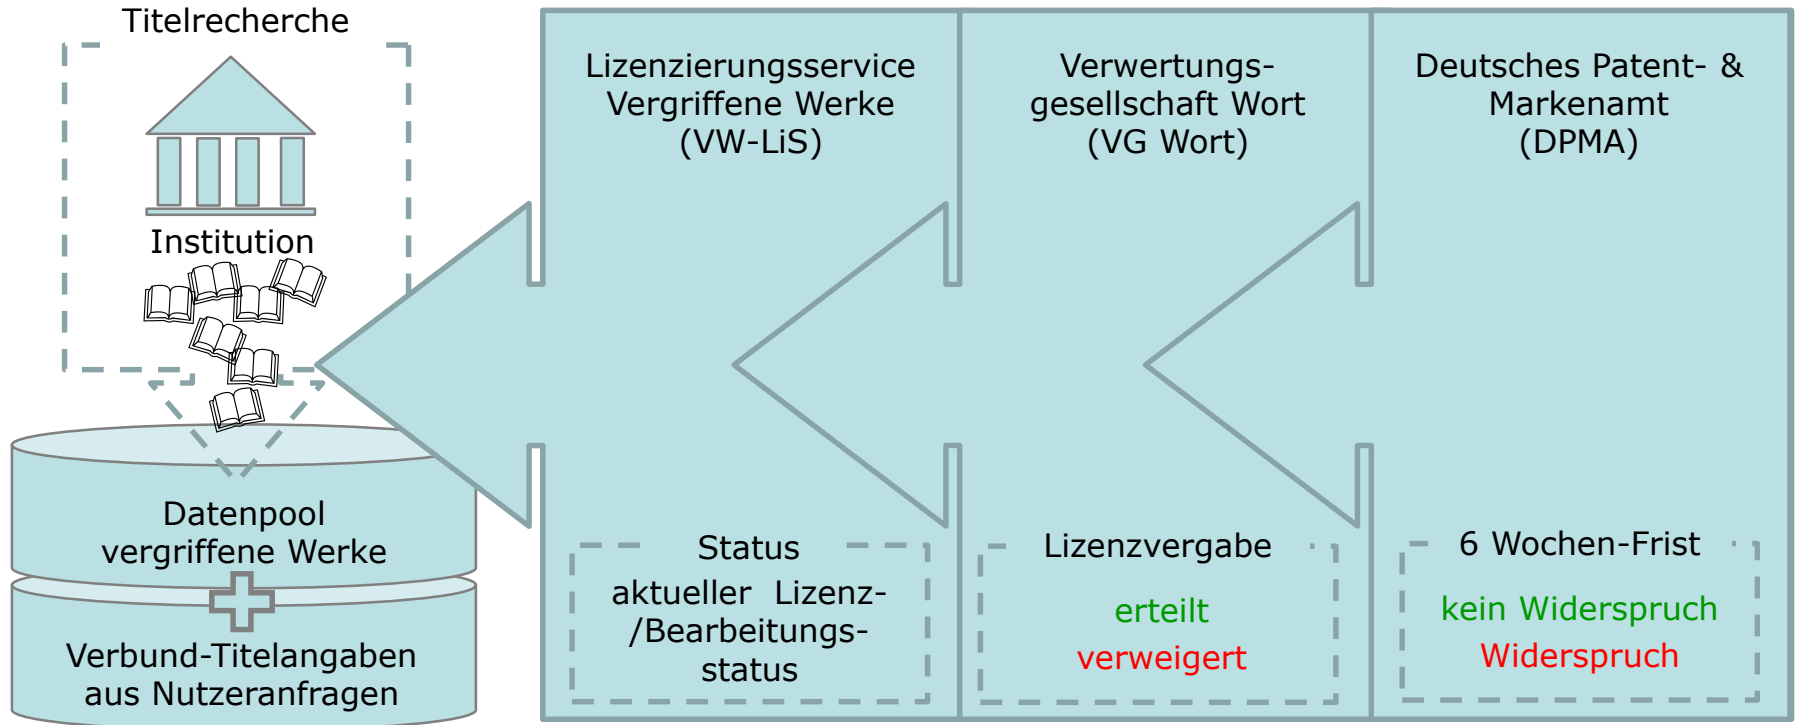 Titelrecherche
Institution
Datenpool
vergriffene Werke
Verbund-Titelangaben
aus Nutzeranfragen
Lizenzierungsservice
Vergriffene Werke
(VW-LiS)
Status
aktueller Lizenz-
/Bearbeitungs-
status
Verwertungs-
gesellschaft Wort
(VG Wort)
Lizenzvergabe
erteilt
verweigert
Deutsches Patent- &
Markenamt
(DPMA)
6 Wochen-Frist
kein Widerspruch
Widerspruch